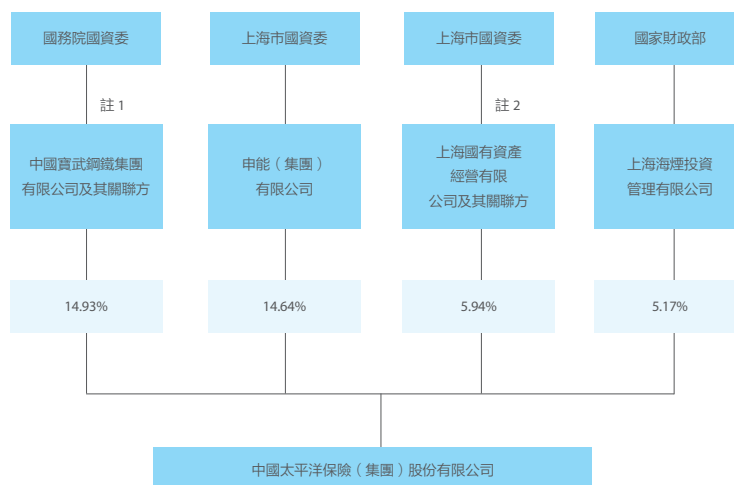 國務院國資委
上海市國資委
上海市國資委
國家財政部
註 1
註 2
中國寶武鋼鐵集團
有限公司及其關聯方
申能（集團）
有限公司
上海國有資產
經營有限
公司及其關聯方
上海海煙投資
管理有限公司
14.93%
14.64%
5.94%
5.17%
中國太平洋保險（集團）股份有限公司